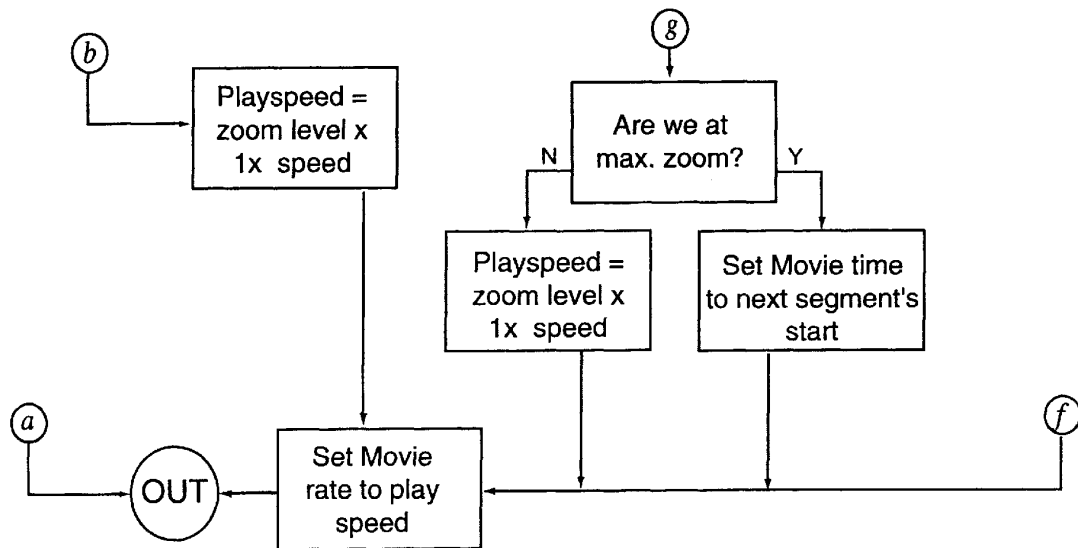 b
g
Playspeed =
zoom level x
1x speed
Are we at
max. zoom?
N
Y
Playspeed =
zoom level x
1x speed
Set Movie time
to next segment's
start
a
f
OUT
Set Movie
rate to play
speed